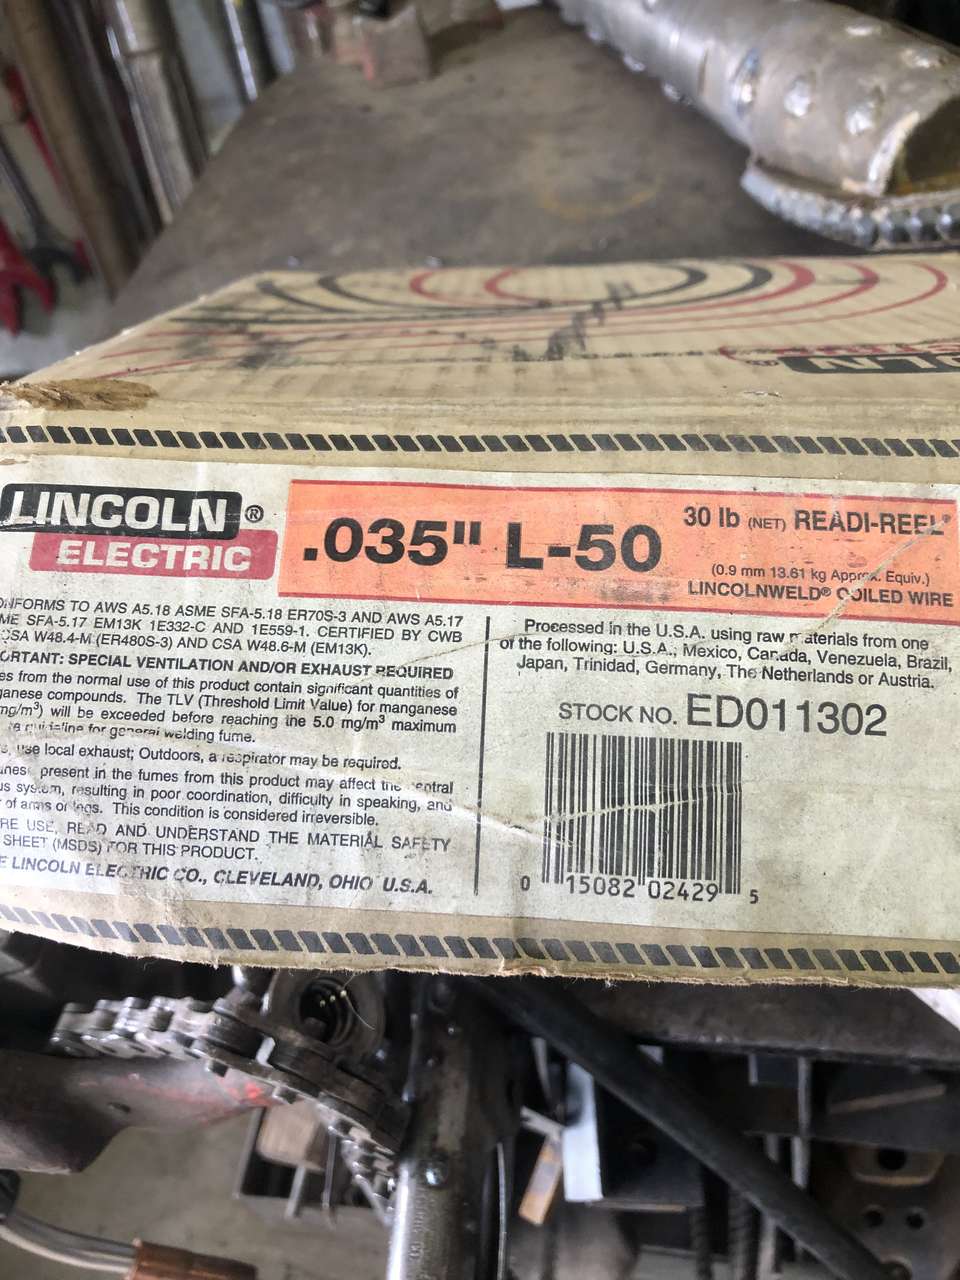 LINCOLN®
ELECTRIC
.035" L-50
30 lb (NET) READI-REEL®
(0.9 mm 13.61 kg Approx. Equiv.)
LINCOLNWELD® COILED WIRE
ONFORMS TO AWS A5.18 ASME SFA-5.18 ER70S-3 AND AWS A5.17
ME SFA-5.17 EM13K 1E332-C AND 1E559-1. CERTIFIED BY CWB
CSA W48.4-M (ER480S-3) AND CSA W48.6-M (EM13K).
ORTANT: SPECIAL VENTILATION AND/OR EXHAUST REQUIRED
es from the normal use of this product contain significant quantities of
ganese compounds. The TLV (Threshold Limit Value) for manganese
mg/m³) will be exceeded before reaching the 5.0 mg/m³ maximum
guideline for general welding fume.
use local exhaust; Outdoors, a respirator may be required.
present in the fumes from this product may affect the central
us system, resulting in poor coordination, difficulty in speaking, and
of arms or legs. This condition is considered irreversible.
RE USE, READ AND UNDERSTAND THE MATERIAL SAFETY
SHEET (MSDS) FOR THIS PRODUCT.
E LINCOLN ELECTRIC CO., CLEVELAND, OHIO U.S.A.
Processed in the U.S.A. using raw materials from one
of the following: U.S.A., Mexico, Canada, Venezuela, Brazil,
Japan, Trinidad, Germany, The Netherlands or Austria.
STOCK NO. ED011302
0 15082 02429 5